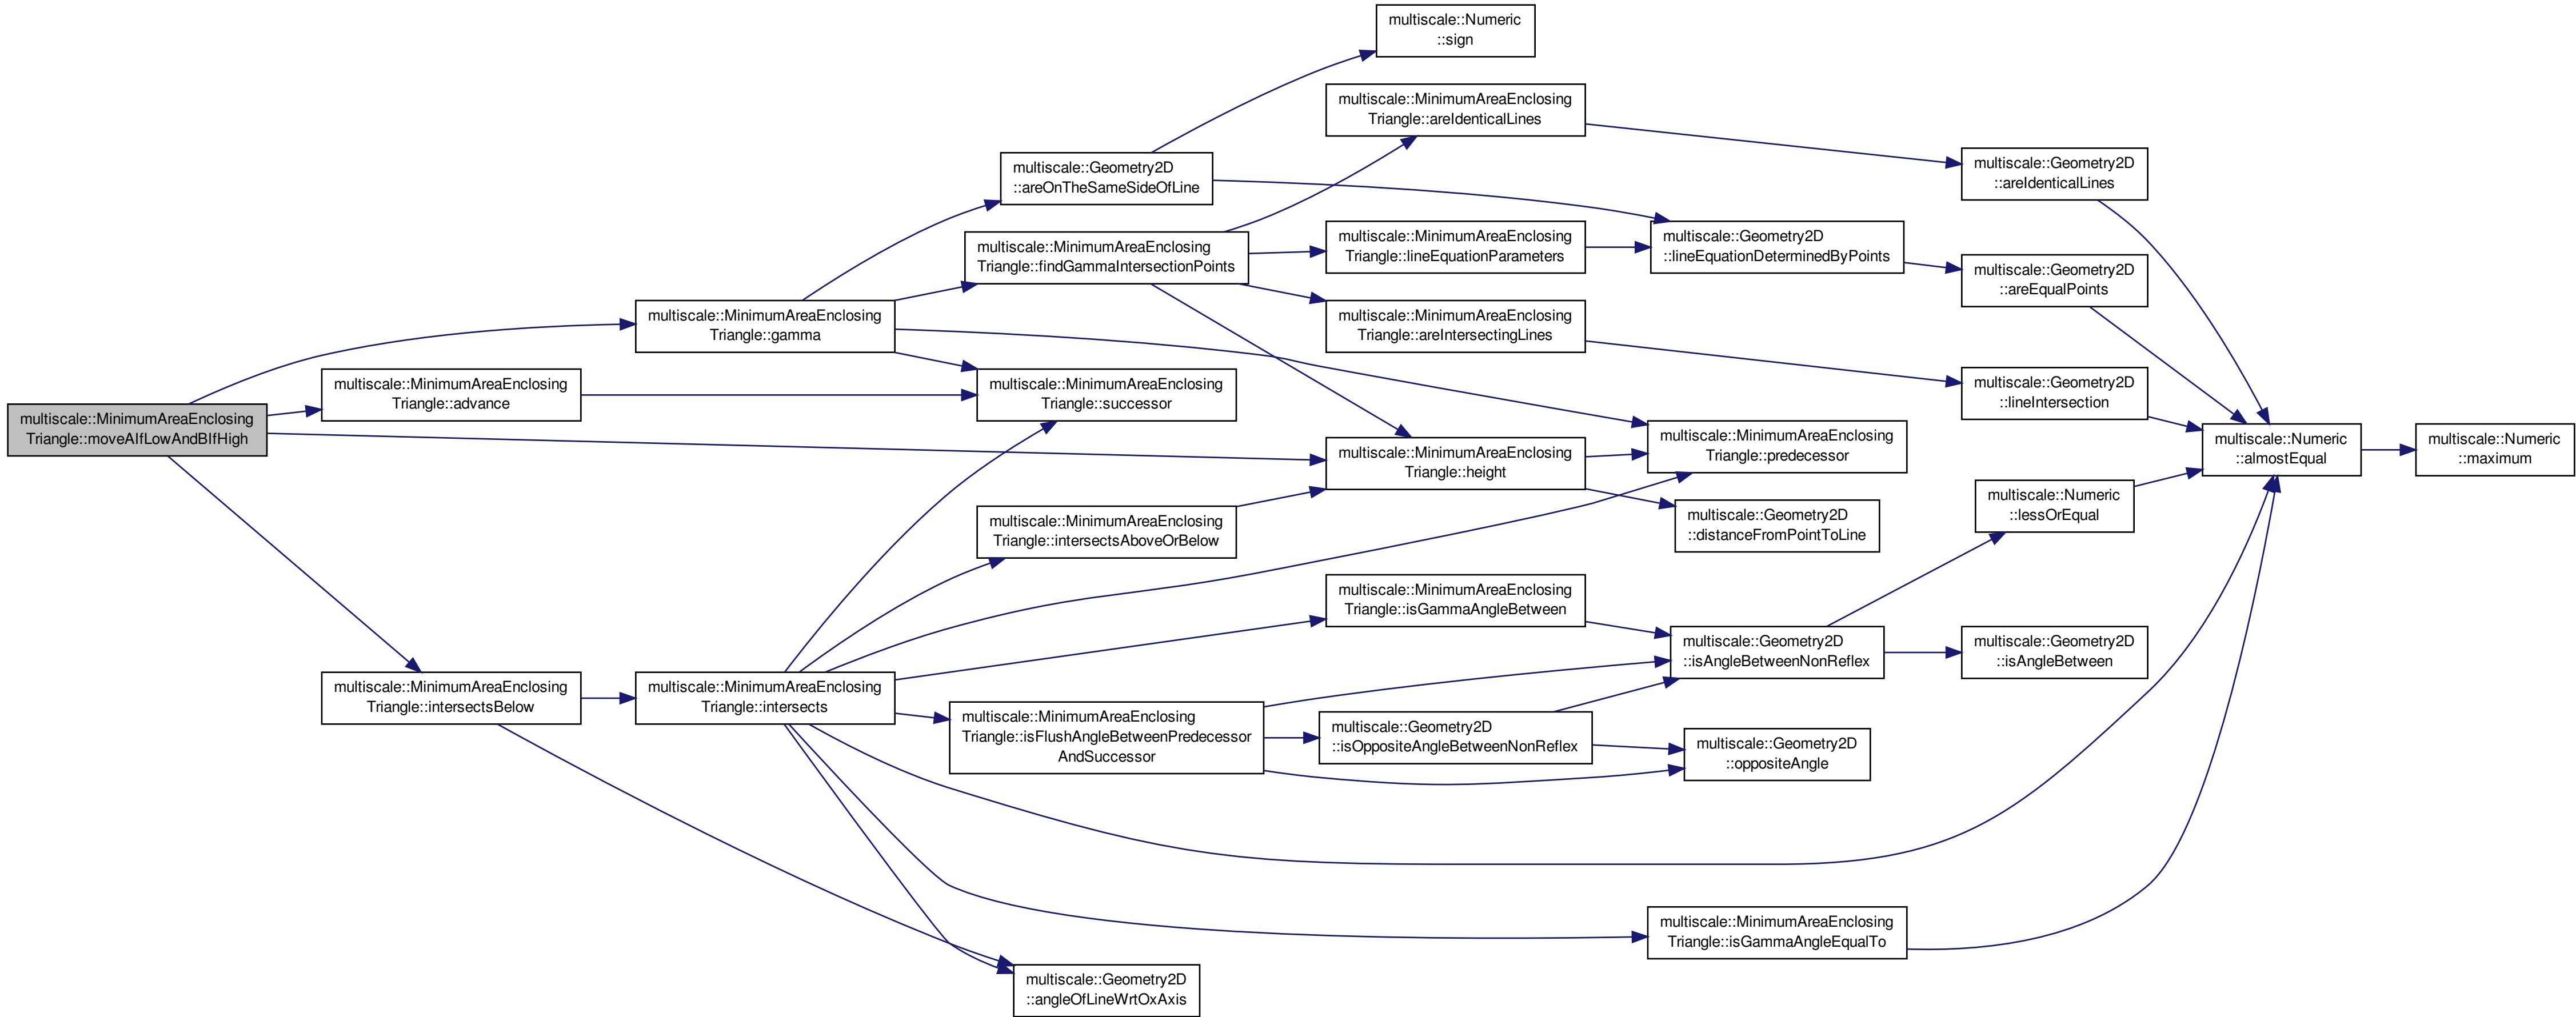 multiscale::Numeric
::sign
multiscale::MinimumAreaEnclosing
Triangle::areIdenticalLines
multiscale::Geometry2D
::areOnTheSameSideOfLine
multiscale::Geometry2D
::areIdenticalLines
multiscale::MinimumAreaEnclosing
Triangle::findGammaIntersectionPoints
multiscale::MinimumAreaEnclosing
Triangle::lineEquationParameters
multiscale::Geometry2D
::lineEquationDeterminedByPoints
multiscale::Geometry2D
::areEqualPoints
multiscale::MinimumAreaEnclosing
Triangle::gamma
multiscale::MinimumAreaEnclosing
Triangle::areIntersectingLines
multiscale::MinimumAreaEnclosing
Triangle::advance
multiscale::MinimumAreaEnclosing
Triangle::successor
multiscale::Geometry2D
::lineIntersection
multiscale::MinimumAreaEnclosing
Triangle::moveAIfLowAndBIfHigh
multiscale::MinimumAreaEnclosing
Triangle::height
multiscale::MinimumAreaEnclosing
Triangle::predecessor
multiscale::Numeric
::almostEqual
multiscale::Numeric
::maximum
multiscale::MinimumAreaEnclosing
Triangle::intersectsAboveOrBelow
multiscale::Geometry2D
::distanceFromPointToLine
multiscale::Numeric
::lessOrEqual
multiscale::MinimumAreaEnclosing
Triangle::isGammaAngleBetween
multiscale::Geometry2D
::isAngleBetweenNonReflex
multiscale::Geometry2D
::isAngleBetween
multiscale::MinimumAreaEnclosing
Triangle::intersectsBelow
multiscale::MinimumAreaEnclosing
Triangle::intersects
multiscale::MinimumAreaEnclosing
Triangle::isFlushAngleBetweenPredecessor
AndSuccessor
multiscale::Geometry2D
::isOppositeAngleBetweenNonReflex
multiscale::Geometry2D
::oppositeAngle
multiscale::MinimumAreaEnclosing
Triangle::isGammaAngleEqualTo
multiscale::Geometry2D
::angleOfLineWrtOxAxis